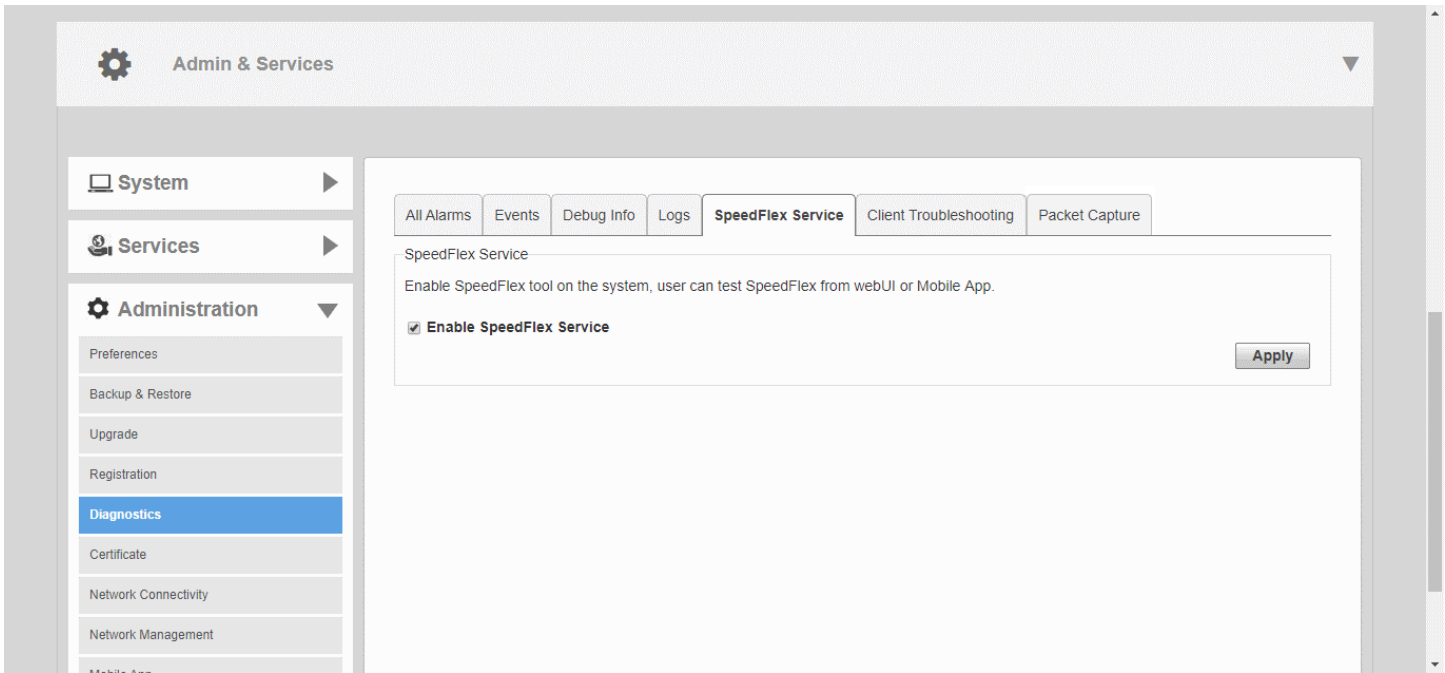 Admin & Services
System
Services
Administration
Preferences
Backup & Restore
Upgrade
Registration
Diagnostics
Certificate
Network Connectivity
Network Management
Mobile App
All Alarms Events Debug Info Logs SpeedFlex Service Client Troubleshooting Packet Capture
SpeedFlex Service
Enable SpeedFlex tool on the system, user can test SpeedFlex from webUI or Mobile App.
Enable SpeedFlex Service
Apply